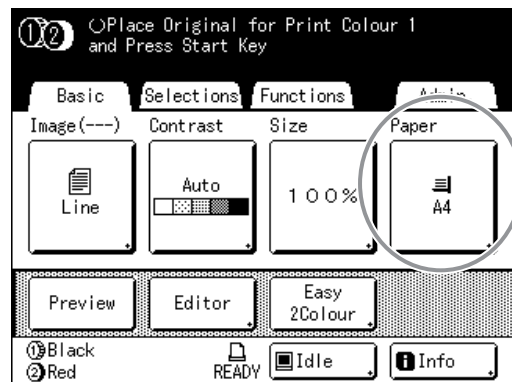 ①② Place Original for Print Colour 1
and Press Start Key
Basic Selections Functions Admin
Image(---) Contrast Size Paper
Line Auto 100% A4
Preview Editor Easy
2Colour
①Black
②Red READY Idle Info